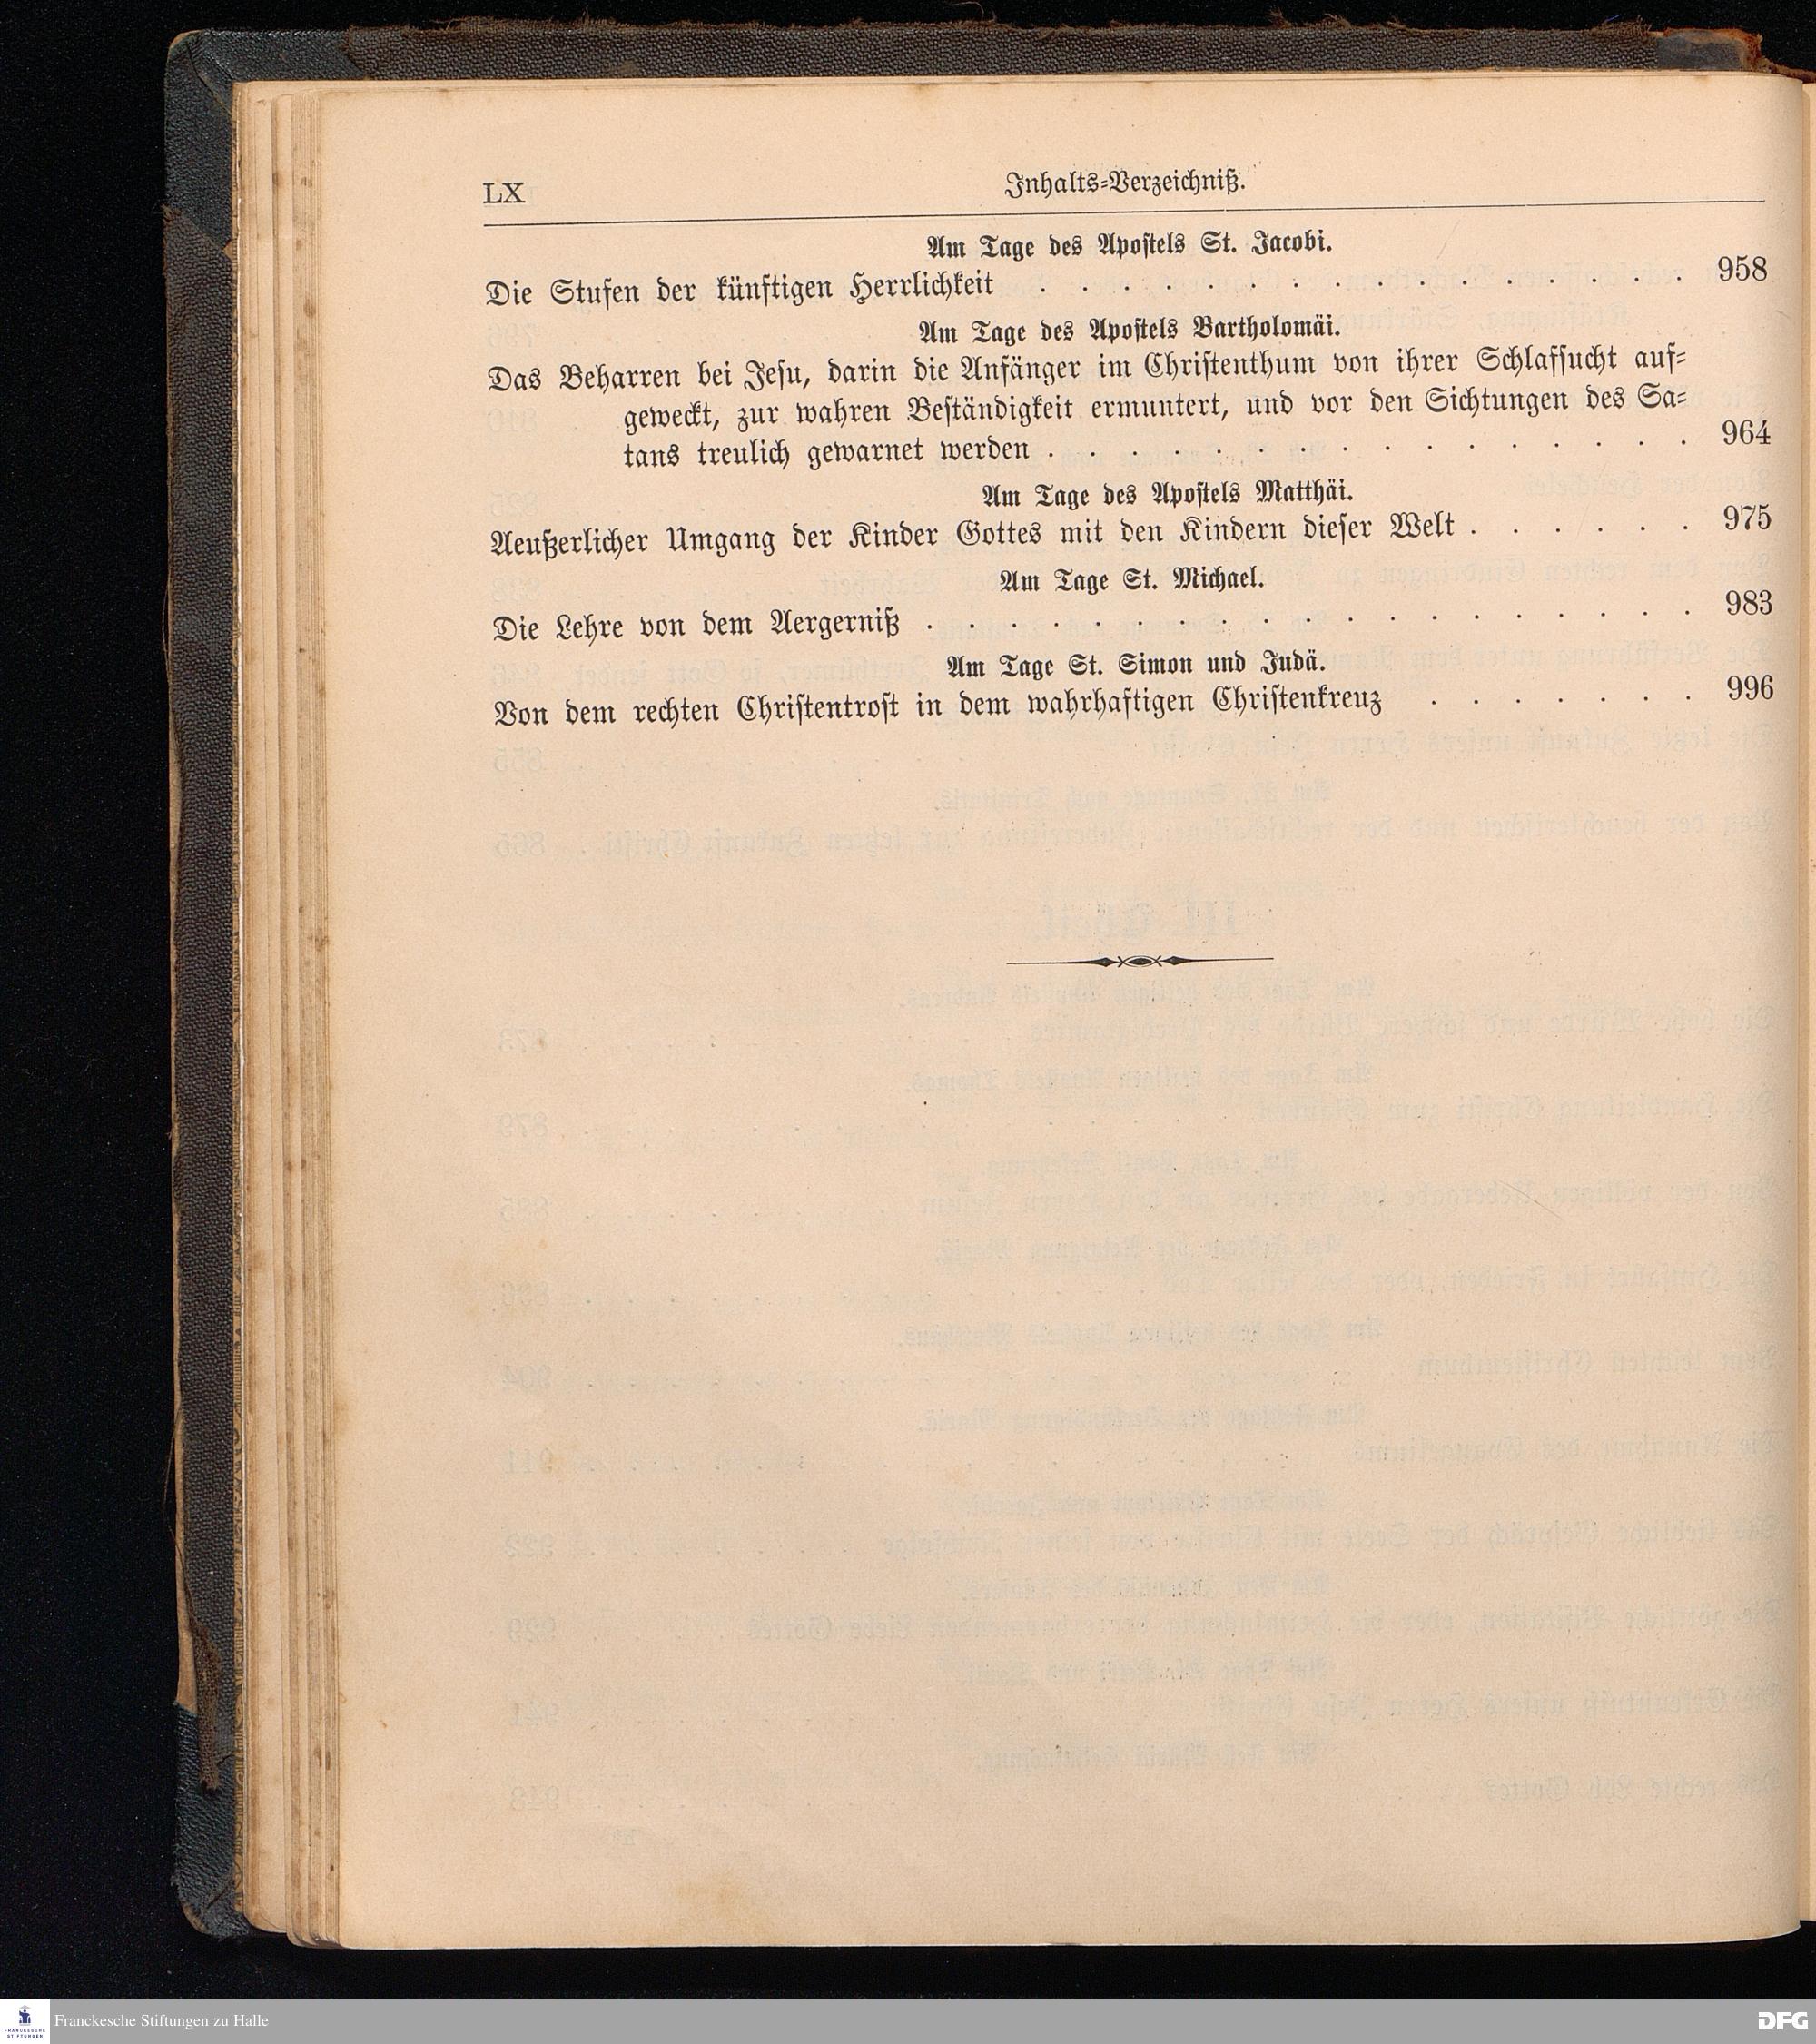 LX
Inhalts-Verzeichniß.
Am Tage des Apostels St. Jacobi.
Die Stufen der künftigen Herrlichkeit . . . . . . . . . . . . . . . . 958
Am Tage des Apostels Bartholomäi.
Das Beharren bei Jesu, darin die Anfänger im Christenthum von ihrer Schlafsucht auf-
geweckt, zur wahren Beständigkeit ermuntert, und vor den Sichtungen des Sa-
tans treulich gewarnet werden . . . . . . . . . . . . . . . . 964
Am Tage des Apostels Matthäi.
Aeußerlicher Umgang der Kinder Gottes mit den Kindern dieser Welt . . . . . . 975
Am Tage St. Michael.
Die Lehre von dem Aergerniß . . . . . . . . . . . . . . . . . . . 983
Am Tage St. Simon und Judä.
Von dem rechten Christentrost in dem wahrhaftigen Christenkreuz . . . . . . . 996
FRANCKESCHE
STIFTUNGEN
Franckesche Stiftungen zu Halle
DFG